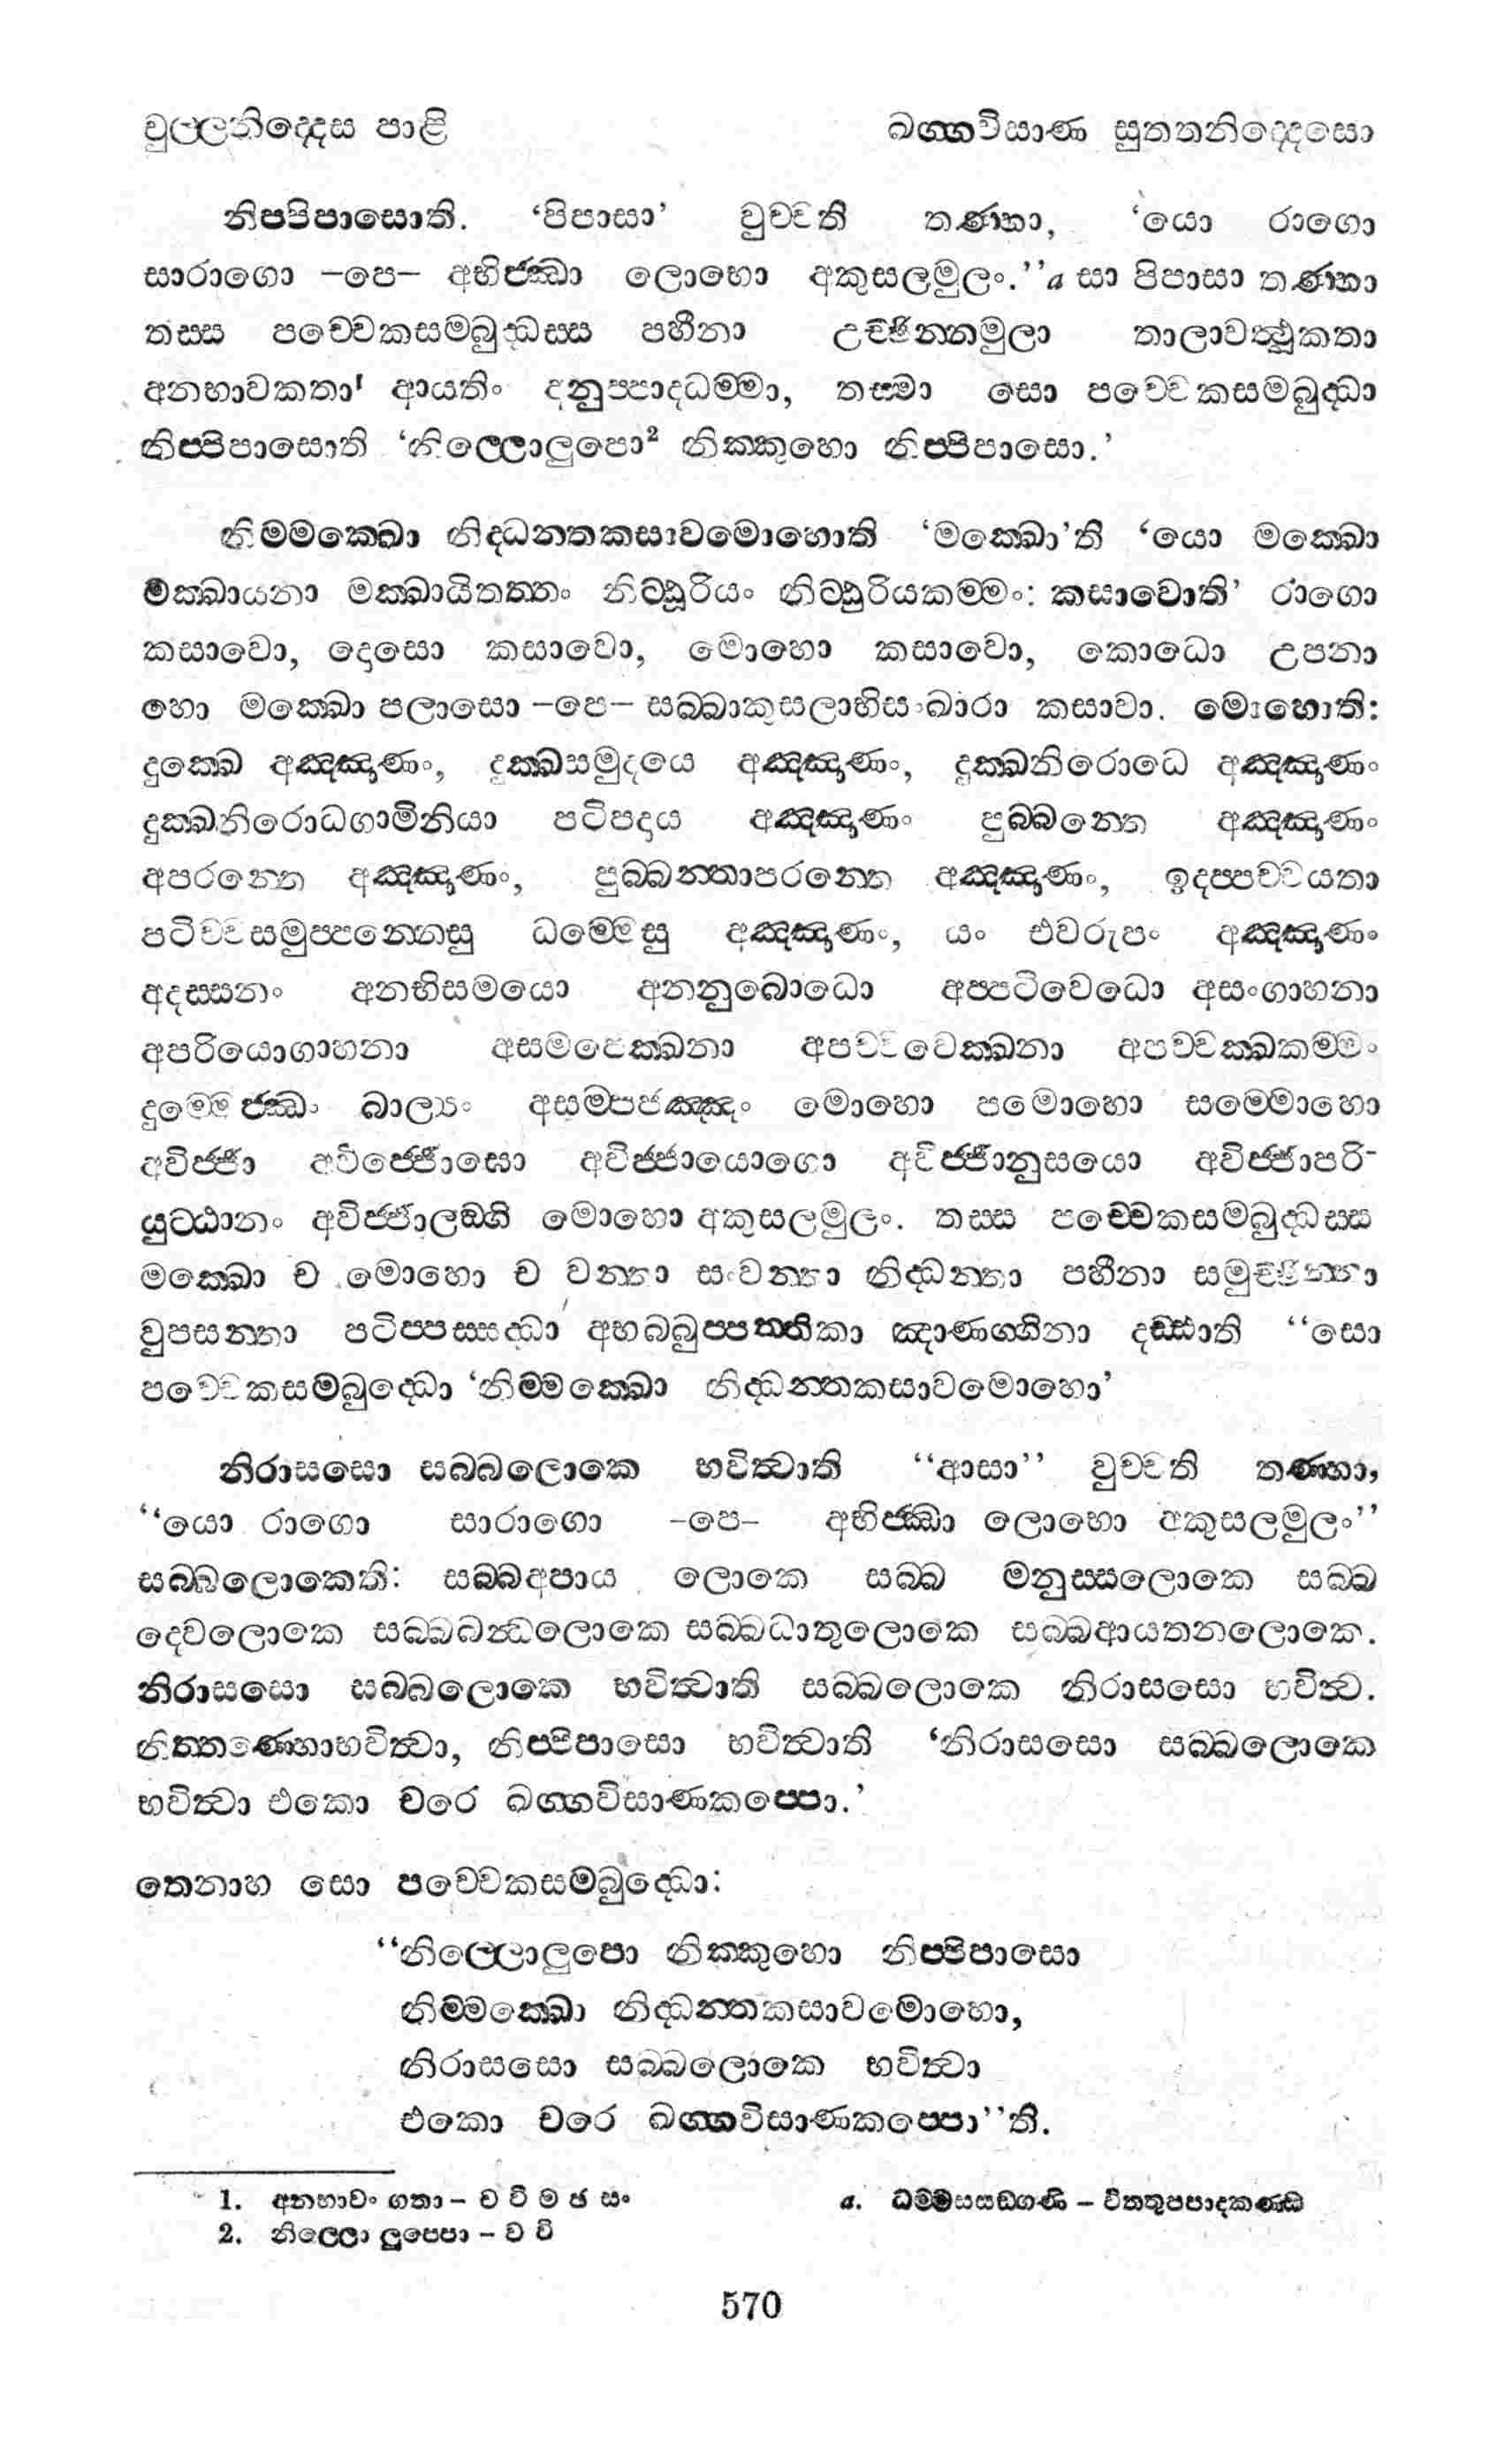 චුල්ලනිද්දෙස පාළි ඛග්ගවිසාණ සුත්තනිද්දෙසො
නිප්පිපාසොති. ‘පිපාසා’ වුච්චති තණ්හා, ‘යො රාගො
සාරාගො –පෙ– අභිජ්ඣා ලොභො අකුසලමූලං.’’a සා පිපාසා තණ්හා
තස්ස පච්චේකසම්බුද්ධස්ස පහීනා උච්ඡින්නමූලා තාලාවත්ථුකතා
අනභාවකතා¹ ආයතිං අනුප්පාදධම්මා, තස්මා සො පච්චේකසම්බුද්ධො
නිප්පිපාසොති ‘නිල්ලොලුපො² නික්කුහො නිප්පිපාසො.’
නිම්මක්ඛො නිද්ධන්තකසාවමොහොති ‘මක්ඛො’ති ‘යො මක්ඛො
මක්ඛායනා මක්ඛායිතත්තං නිට්ඨූරියං නිට්ඨුරියකම්මං: කසාවොති’ රාගො
කසාවො, දොසො කසාවො, මොහො කසාවො, කොධො උපනා
හො මක්ඛො පලාසො –පෙ– සබ්බාකුසලාභිසංඛාරා කසාවා. මොහොති:
දුක්ඛෙ අඤ්ඤාණං, දුක්ඛසමුදයෙ අඤ්ඤාණං, දුක්ඛනිරොධෙ අඤ්ඤාණං
දුක්ඛනිරොධගාමිනියා පටිපදාය අඤ්ඤාණං පුබ්බන්තෙ අඤ්ඤාණං
අපරන්තෙ අඤ්ඤාණං, පුබ්බන්තාපරන්තෙ අඤ්ඤාණං, ඉදප්පච්චයතා
පටිච්චසමුප්පන්නෙසු ධම්මෙසු අඤ්ඤාණං, යං එවරුපං අඤ්ඤාණං
අදස්සනං අනභිසමයො අනනුබොධො අප්පටිවෙධො අසංගාහනා
අපරියොගාහනා අසමපෙක්ඛනා අපච්චවෙක්ඛනා අපච්චක්ඛකම්මං
දුම්මෙජ්ඣං බාල්‍යං අසම්පජඤ්ඤං මොහො පමොහො සම්මොහො
අවිජ්ජා අවිජ්ජොඝො අවිජ්ජායොගො අවිජ්ජානුසයො අවිජ්ජාපරි-
යුට්ඨානං අවිජ්ජාලඞ්ගි මොහො අකුසලමූලං. තස්ස පච්චේකසම්බුද්ධස්ස
මක්ඛො ච මොහො ච වන්තා සංවන්තා නිද්ධන්තා පහීනා සමුච්ඡින්නා
වුපසන්තා පටිප්පස්සද්ධා අභබ්බුප්පත්තිකා ඤාණග්ගිනා දඩ්ඪාති ‘‘සො
පච්චේකසම්බුද්ධො ‘නිම්මක්ඛො නිද්ධන්තකසාවමොහො’
නිරාසසො සබ්බලොකෙ භවිත්වාති ‘‘ආසා’’ වුච්චති තණ්හා,
‘‘යො රාගො සාරාගො –පෙ– අභිජ්ඣා ලොභො අකුසලමූලං’’
සබ්බලොකෙති: සබ්බඅපාය ලොකෙ සබ්බ මනුස්සලොකෙ සබ්බ
දෙවලොකෙ සබ්බඛන්ධලොකෙ සබ්බධාතුලොකෙ සබ්බආයතනලොකෙ.
නිරාසසො සබ්බලොකෙ භවිත්වාති සබ්බලොකෙ නිරාසසො භවිත්ව.
නිත්තණ්හොභවිත්වා, නිප්පිපාසො භවිත්වාති ‘නිරාසසො සබ්බලොකෙ
භවිත්වා එකො චරෙ ඛග්ගවිසාණකප්පො.’
තෙනාහ සො පච්චේකසම්බුද්ධො:
‘‘නිල්ලොලුපො නික්කුහො නිප්පිපාසො
නිම්මක්ඛො නිද්ධන්තකසාවමොහො,
නිරාසසො සබ්බලොකෙ භවිත්වා
එකො චරෙ ඛග්ගවිසාණකප්පො’’ති.
1. අනභාවං ගතා – ච වි ම ඡ සං a. ධම්මසඞ්ගණි – චිත්තුප්පාදකණ්ඩ
2. නිල්ලොලුප්පො – ච වි
570